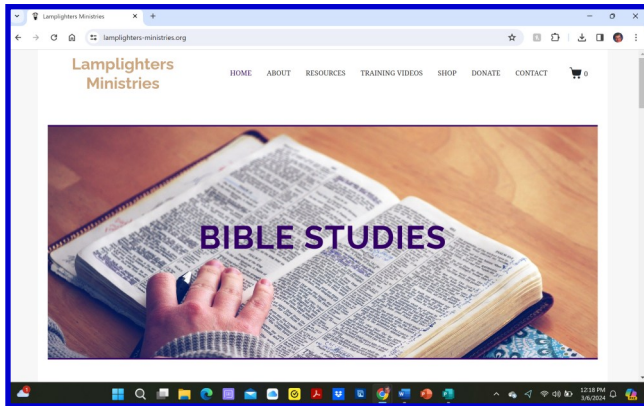 Lamplighters Ministries
lamplighters-ministries.org
Lamplighters
Ministries
HOME ABOUT RESOURCES TRAINING VIDEOS SHOP DONATE CONTACT 0
BIBLE STUDIES
12:18 PM
3/6/2024